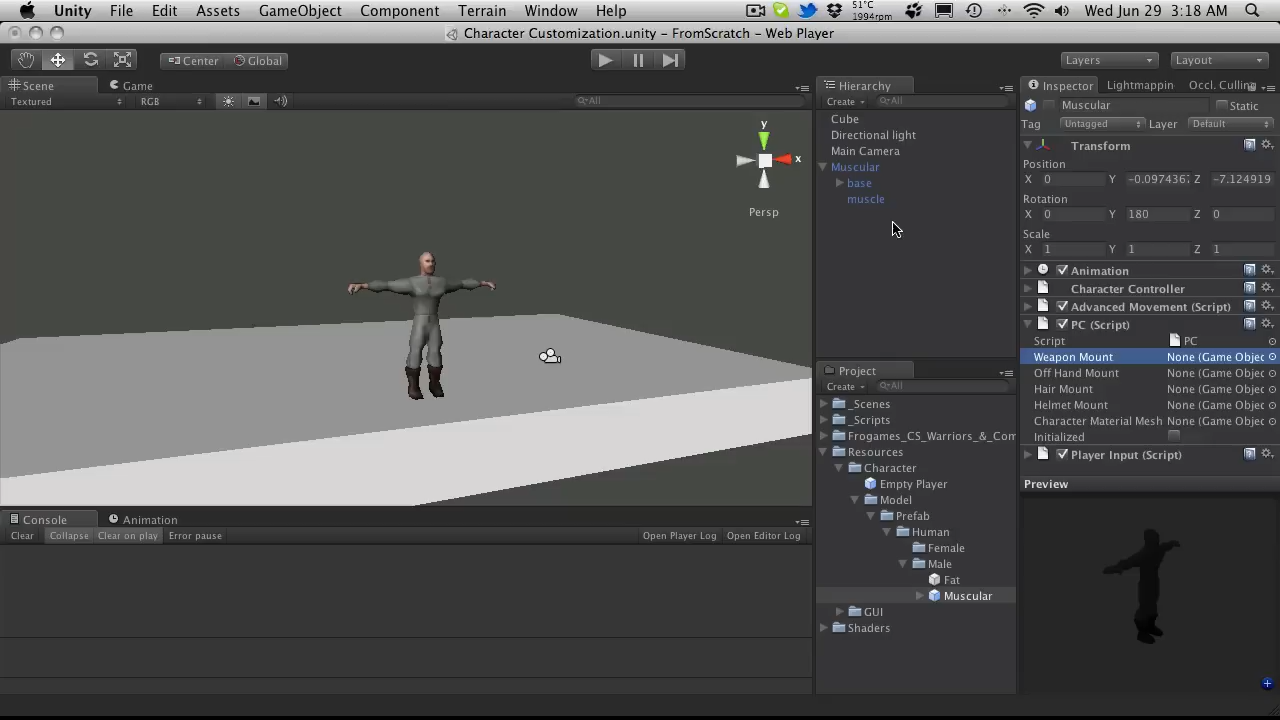 Unity File Edit Assets GameObject Component Terrain Window Help 51°C 1994rpm Wed Jun 29 3:18 AM
Character Customization.unity – FromScratch – Web Player
Center Global Layers Layout
Scene Game
Textured RGB All
y
x
Persp
Console Animation
Clear Collapse Clear on play Error pause Open Player Log Open Editor Log
Hierarchy
Create All
Cube
Directional light
Main Camera
Muscular
base
muscle
Project
Create All
_Scenes
_Scripts
Frogames_CS_Warriors_&_Com
Resources
Character
Empty Player
Model
Prefab
Human
Female
Male
Fat
Muscular
GUI
Shaders
Inspector Lightmappin Occl. Culling
Muscular Static
Tag Untagged Layer Default
Transform
Position
X 0 Y -0.0974367 Z -7.124919
Rotation
X 0 Y 180 Z 0
Scale
X 1 Y 1 Z 1
Animation
Character Controller
Advanced Movement (Script)
PC (Script)
Script PC
Weapon Mount None (Game Objec
Off Hand Mount None (Game Objec
Hair Mount None (Game Objec
Helmet Mount None (Game Objec
Character Material Mesh None (Game Objec
Initialized
Player Input (Script)
Preview